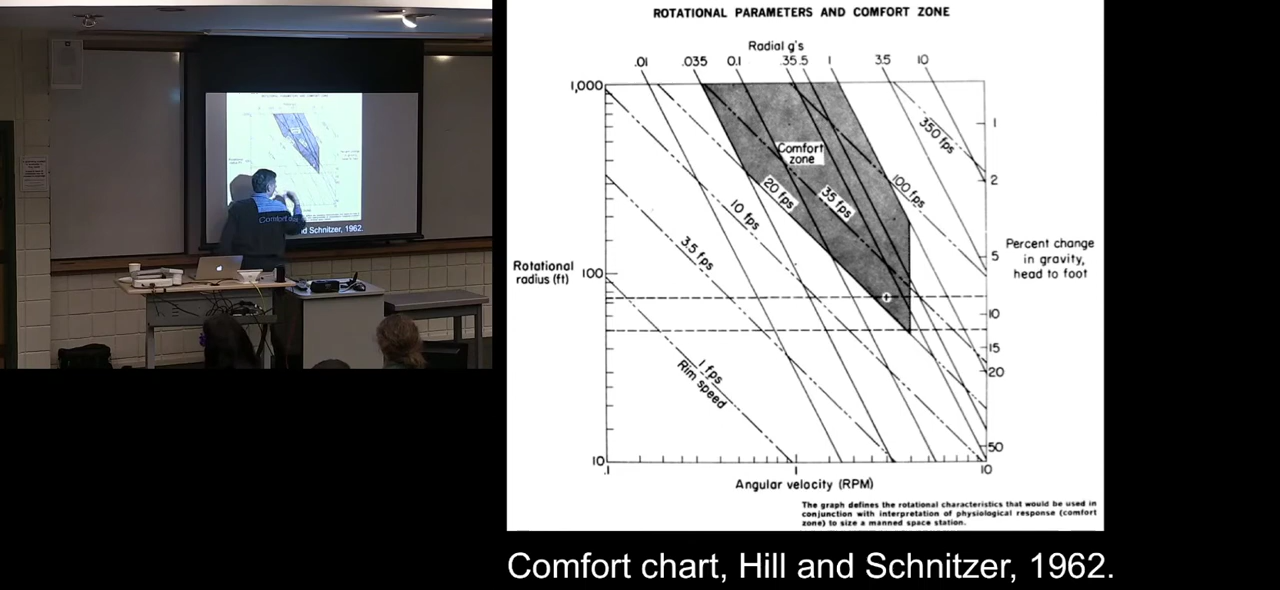 ROTATIONAL PARAMETERS AND COMFORT ZONE
Radial g's
.01 .035 0.1 .35 .5 1 3.5 10
1,000
350 fps
1
Comfort
zone
2
20 fps
35 fps
100 fps
10 fps
3.5 fps
5
Percent change
in gravity,
head to foot
Rotational
radius (ft)
100
10
15
20
1 fps
Rim speed
50
10
.1 1 10
Angular velocity (RPM)
The graph defines the rotational characteristics that would be used in
conjunction with interpretation of physiological response (comfort
zone) to size a manned space station.
Comfort chart, Hill and Schnitzer, 1962.
Comfort
nd Schnitzer, 1962.